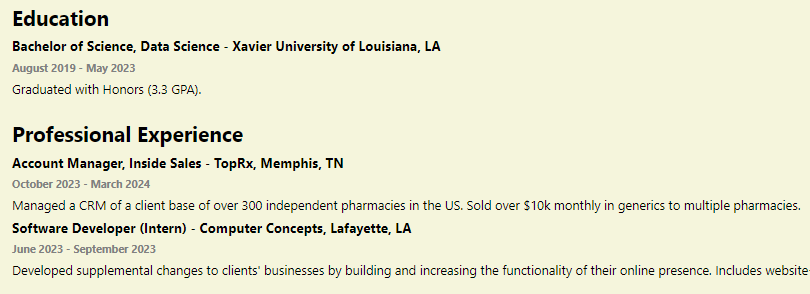 Education
Bachelor of Science, Data Science - Xavier University of Louisiana, LA
August 2019 - May 2023
Graduated with Honors (3.3 GPA).
Professional Experience
Account Manager, Inside Sales - TopRx, Memphis, TN
October 2023 - March 2024
Managed a CRM of a client base of over 300 independent pharmacies in the US. Sold over $10k monthly in generics to multiple pharmacies.
Software Developer (Intern) - Computer Concepts, Lafayette, LA
June 2023 - September 2023
Developed supplemental changes to clients' businesses by building and increasing the functionality of their online presence. Includes website